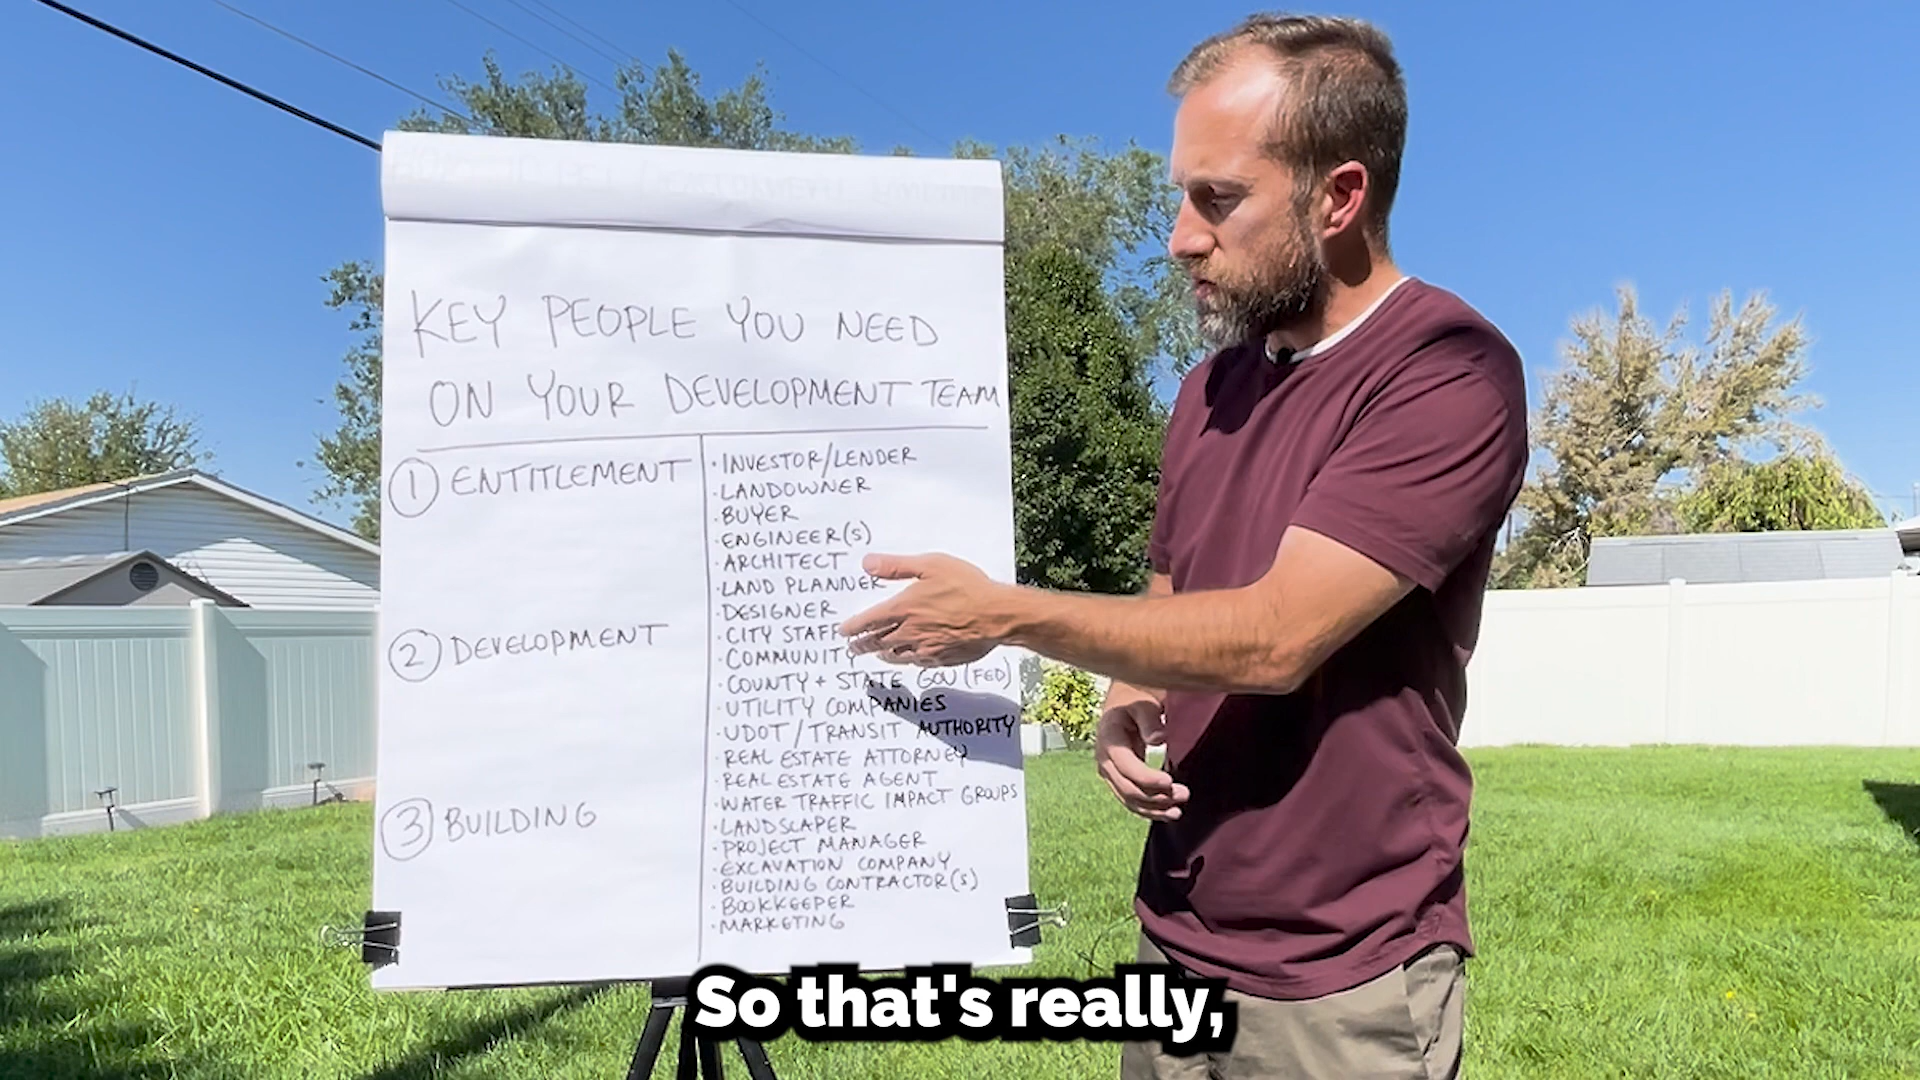 KEY PEOPLE YOU NEED
ON YOUR DEVELOPMENT TEAM
1 ENTITLEMENT
2 DEVELOPMENT
3 BUILDING
· INVESTOR/LENDER
· LANDOWNER
· BUYER
· ENGINEER(S)
· ARCHITECT
· LAND PLANNER
· DESIGNER
· CITY STAFF
· COMMUNITY
· COUNTY + STATE GOV (FED)
· UTILITY COMPANIES
· UDOT / TRANSIT AUTHORITY
· REAL ESTATE ATTORNEY
· REAL ESTATE AGENT
· WATER TRAFFIC IMPACT GROUPS
· LANDSCAPER
· PROJECT MANAGER
· EXCAVATION COMPANY
· BUILDING CONTRACTOR(S)
· BOOKKEEPER
· MARKETING
So that's really,